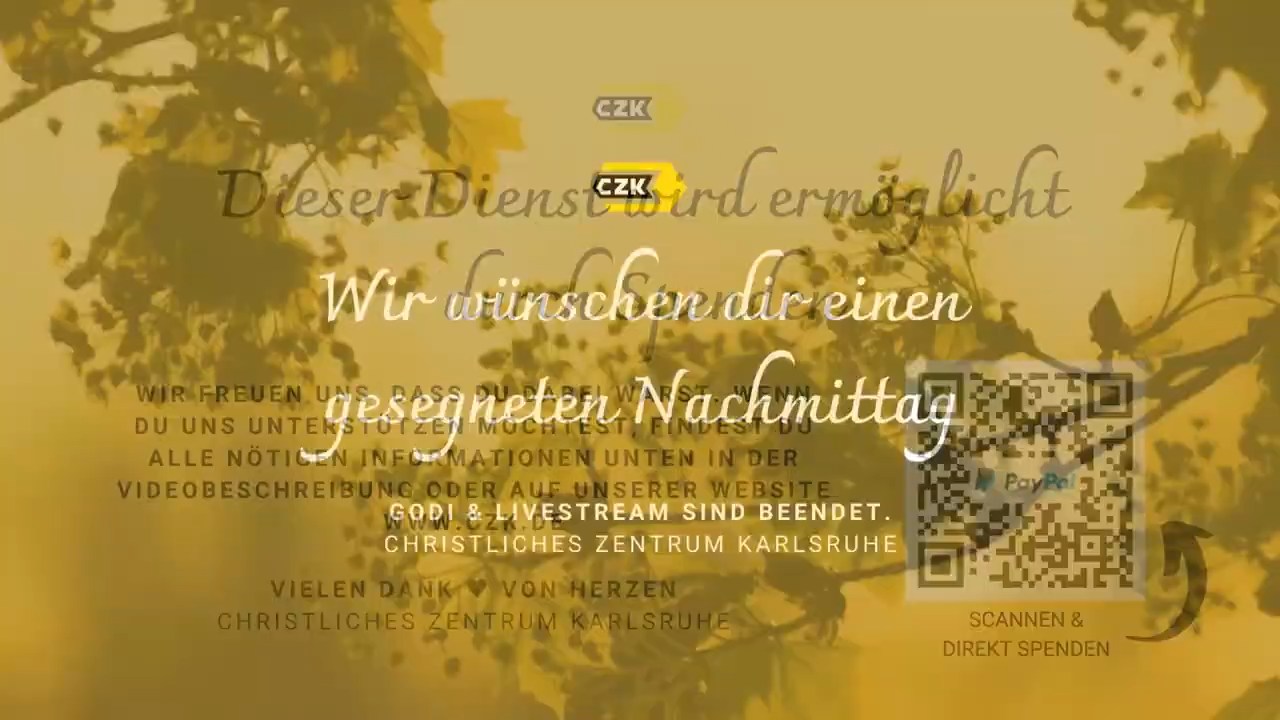 CZK
Dieser Dienst wird ermöglicht
durch Spenden
CZK
Wir wünschen dir einen
gesegneten Nachmittag
GODI & LIVESTREAM SIND BEENDET.
CHRISTLICHES ZENTRUM KARLSRUHE
WIR FREUEN UNS, DASS DU DABEI WARST. WENN
DU UNS UNTERSTÜTZEN MÖCHTEST, FINDEST DU
ALLE NÖTIGEN INFORMATIONEN UNTEN IN DER
VIDEOBESCHREIBUNG ODER AUF UNSERER WEBSITE
WWW.CZK.DE
VIELEN DANK ♥ VON HERZEN
CHRISTLICHES ZENTRUM KARLSRUHE
PayPal
SCANNEN &
DIREKT SPENDEN